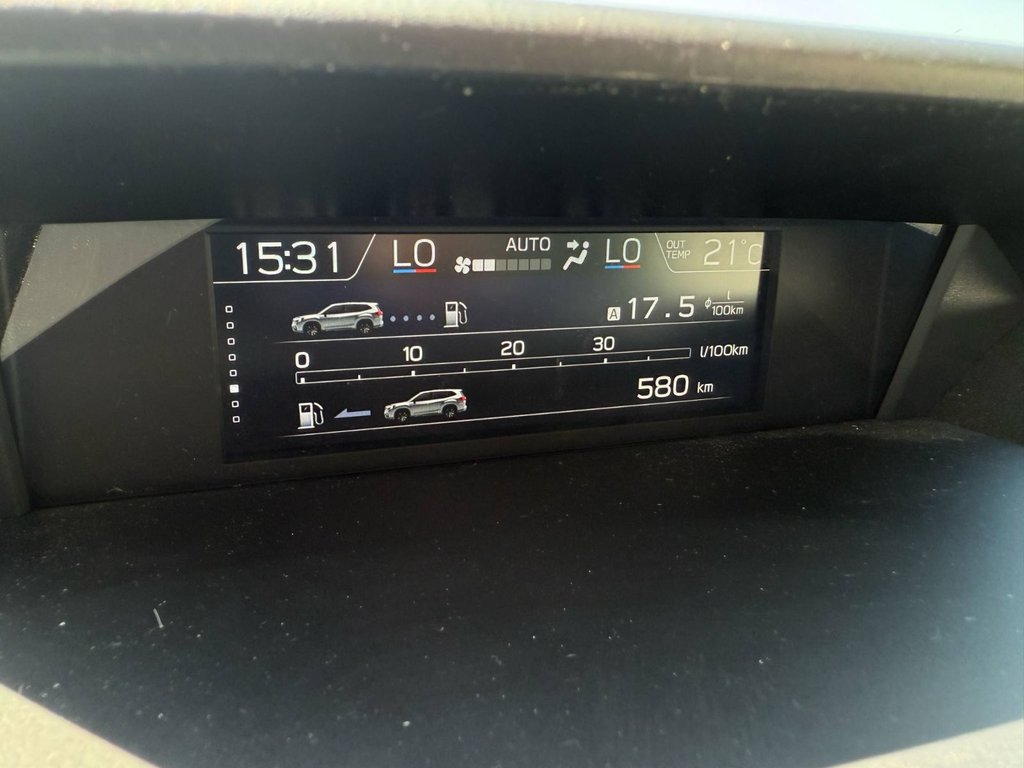 15:31 LO AUTO LO OUT TEMP 21°C
A 17.5 ϕ l/100km
0 10 20 30 l/100km
580 km